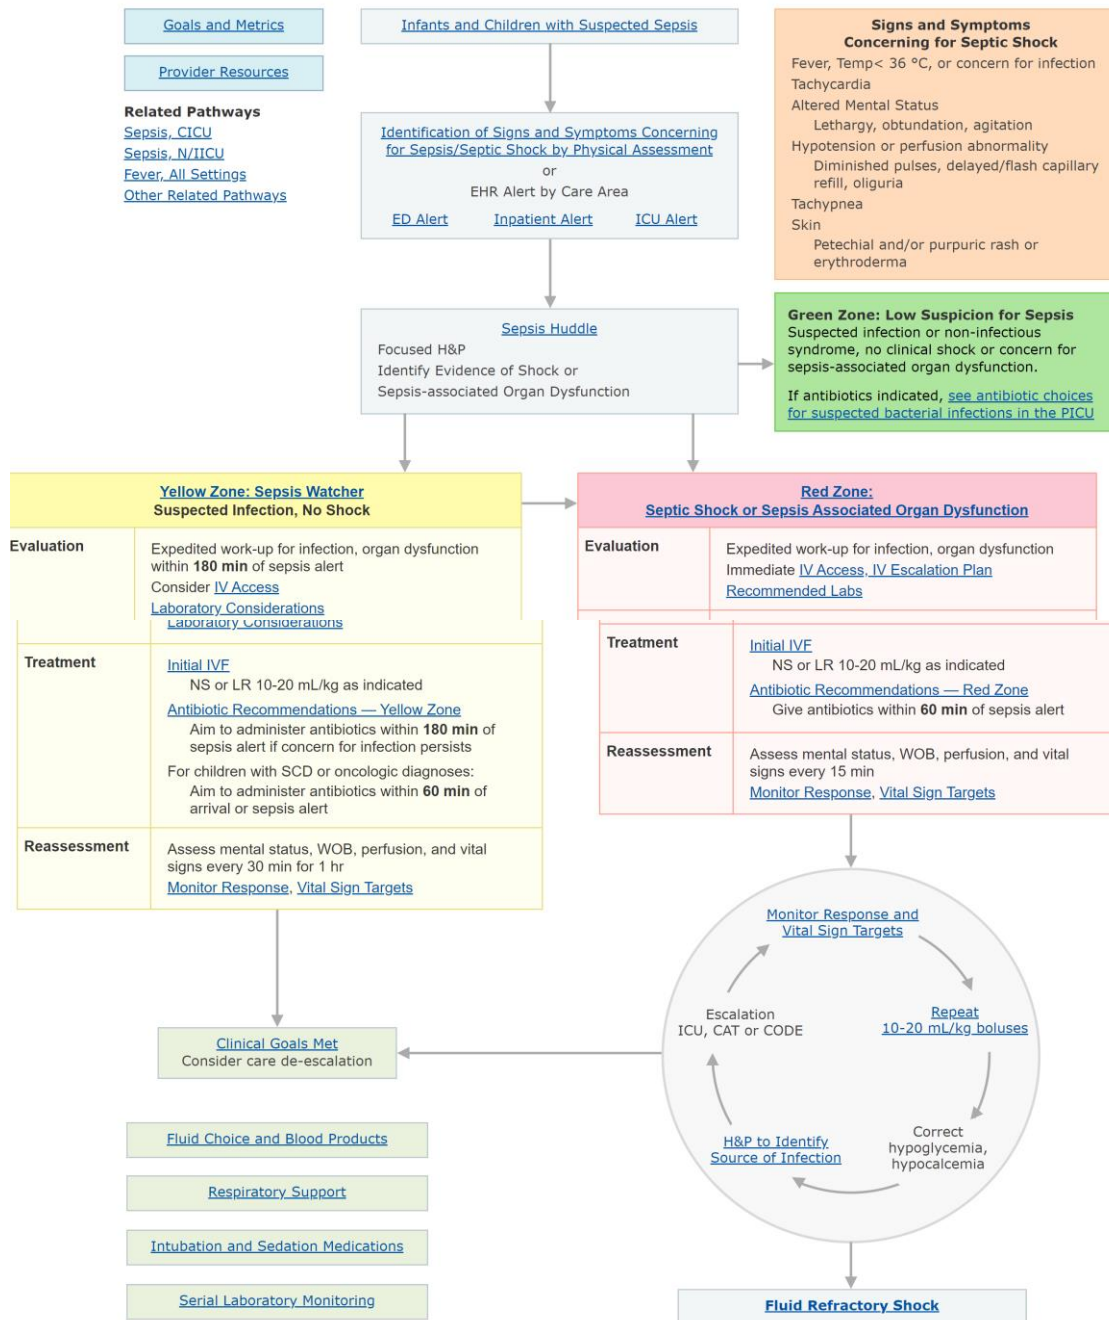 Goals and Metrics
Provider Resources
Related Pathways
Sepsis, CICU
Sepsis, N/IICU
Fever, All Settings
Other Related Pathways
Infants and Children with Suspected Sepsis
Identification of Signs and Symptoms Concerning
for Sepsis/Septic Shock by Physical Assessment
or
EHR Alert by Care Area
ED Alert Inpatient Alert ICU Alert
Signs and Symptoms
Concerning for Septic Shock
Fever, Temp< 36 °C, or concern for infection
Tachycardia
Altered Mental Status
Lethargy, obtundation, agitation
Hypotension or perfusion abnormality
Diminished pulses, delayed/flash capillary
refill, oliguria
Tachypnea
Skin
Petechial and/or purpuric rash or
erythroderma
Sepsis Huddle
Focused H&P
Identify Evidence of Shock or
Sepsis-associated Organ Dysfunction
Green Zone: Low Suspicion for Sepsis
Suspected infection or non-infectious
syndrome, no clinical shock or concern for
sepsis-associated organ dysfunction.
If antibiotics indicated, see antibiotic choices
for suspected bacterial infections in the PICU
Yellow Zone: Sepsis Watcher
Suspected Infection, No Shock
Evaluation
Expedited work-up for infection, organ dysfunction
within 180 min of sepsis alert
Consider IV Access
Laboratory Considerations
Laboratory Considerations
Treatment
Initial IVF
NS or LR 10-20 mL/kg as indicated
Antibiotic Recommendations — Yellow Zone
Aim to administer antibiotics within 180 min of
sepsis alert if concern for infection persists
For children with SCD or oncologic diagnoses:
Aim to administer antibiotics within 60 min of
arrival or sepsis alert
Reassessment
Assess mental status, WOB, perfusion, and vital
signs every 30 min for 1 hr
Monitor Response, Vital Sign Targets
Red Zone:
Septic Shock or Sepsis Associated Organ Dysfunction
Evaluation
Expedited work-up for infection, organ dysfunction
Immediate IV Access, IV Escalation Plan
Recommended Labs
Treatment
Initial IVF
NS or LR 10-20 mL/kg as indicated
Antibiotic Recommendations — Red Zone
Give antibiotics within 60 min of sepsis alert
Reassessment
Assess mental status, WOB, perfusion, and vital
signs every 15 min
Monitor Response, Vital Sign Targets
Monitor Response and
Vital Sign Targets
Repeat
10-20 mL/kg boluses
Correct
hypoglycemia,
hypocalcemia
H&P to Identify
Source of Infection
Escalation
ICU, CAT or CODE
Clinical Goals Met
Consider care de-escalation
Fluid Choice and Blood Products
Respiratory Support
Intubation and Sedation Medications
Serial Laboratory Monitoring
Fluid Refractory Shock